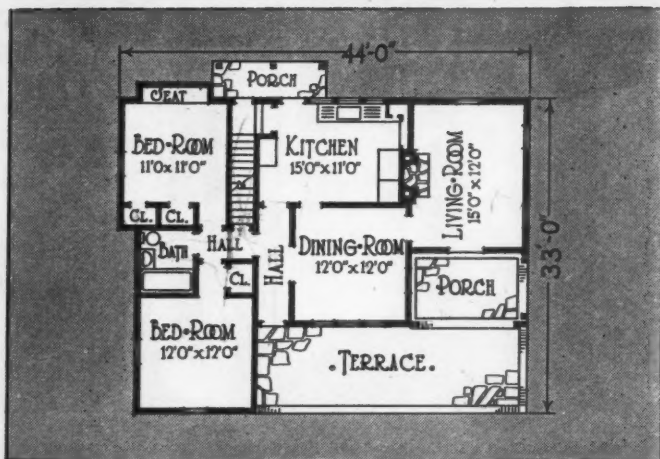 44'-0"
PORCH
SEAT
BED-ROOM
11'0 x 11'0"
KITCHEN
15'0" x 11'0"
LIVING-ROOM
15'0" x 12'0"
CL. CL.
BATH
HALL
HALL
DINING-ROOM
12'0" x 12'0"
33'-0"
CL.
PORCH
BED-ROOM
12'0" x 12'0"
.TERRACE.